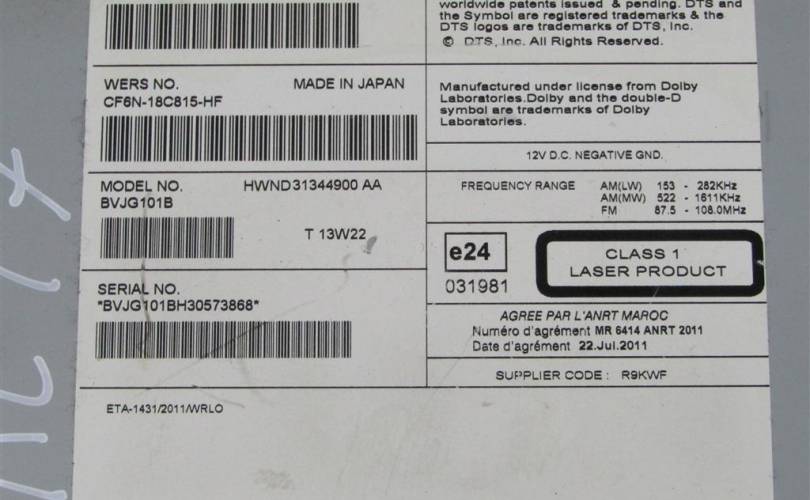 worldwide patents issued & pending. DTS and
the Symbol are registered trademarks & the
DTS logos are trademarks of DTS, Inc.
© DTS, Inc. All Rights Reserved.
WERS NO. MADE IN JAPAN
CF6N-18C815-HF
Manufactured under license from Dolby
Laboratories.Dolby and the double-D
symbol are trademarks of Dolby
Laboratories.
12V D.C. NEGATIVE GND.
MODEL NO. HWND31344900 AA
BVJG101B
T 13W22
FREQUENCY RANGE AM(LW) 153 - 282KHz
AM(MW) 522 - 1611KHz
FM 87.5 - 108.0MHz
e24
031981
CLASS 1
LASER PRODUCT
SERIAL NO.
*BVJG101BH30573868*
AGREE PAR L'ANRT MAROC
Numéro d'agrément MR 6414 ANRT 2011
Date d'agrément 22.Jul.2011
SUPPLIER CODE : R9KWF
ETA-1431/2011/WRLO